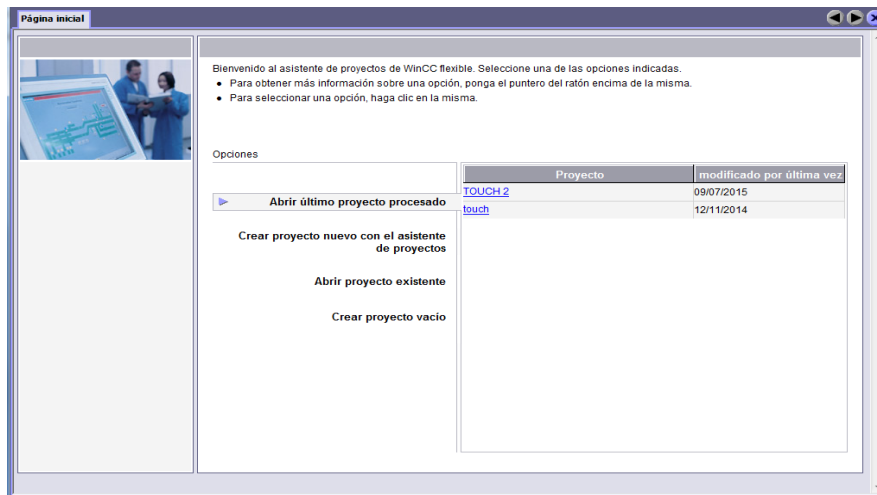 Página inicial
Bienvenido al asistente de proyectos de WinCC flexible. Seleccione una de las opciones indicadas.
• Para obtener más información sobre una opción, ponga el puntero del ratón encima de la misma.
• Para seleccionar una opción, haga clic en la misma.
Opciones
Proyecto modificado por última vez
Abrir último proyecto procesado
TOUCH 2 09/07/2015
touch 12/11/2014
Crear proyecto nuevo con el asistente
de proyectos
Abrir proyecto existente
Crear proyecto vacío